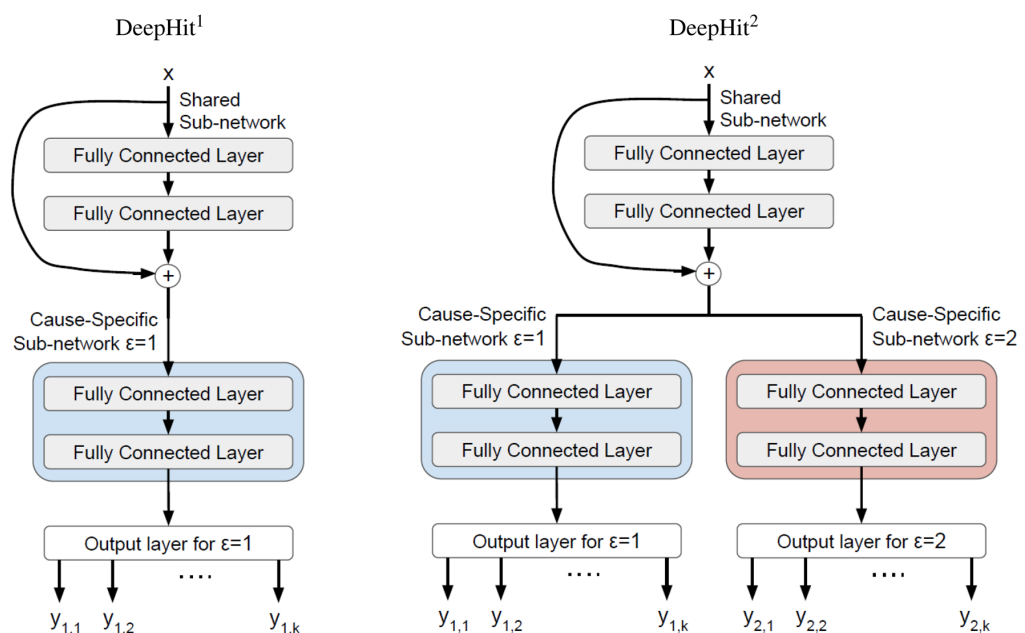 DeepHit¹
x
Shared
Sub-network
Fully Connected Layer
Fully Connected Layer
+
Cause-Specific
Sub-network ε=1
Fully Connected Layer
Fully Connected Layer
Output layer for ε=1
....
y1,1 y1,2 y1,k
DeepHit²
x
Shared
Sub-network
Fully Connected Layer
Fully Connected Layer
+
Cause-Specific
Sub-network ε=1
Fully Connected Layer
Fully Connected Layer
Output layer for ε=1
....
y1,1 y1,2 y1,k
Cause-Specific
Sub-network ε=2
Fully Connected Layer
Fully Connected Layer
Output layer for ε=2
....
y2,1 y2,2 y2,k